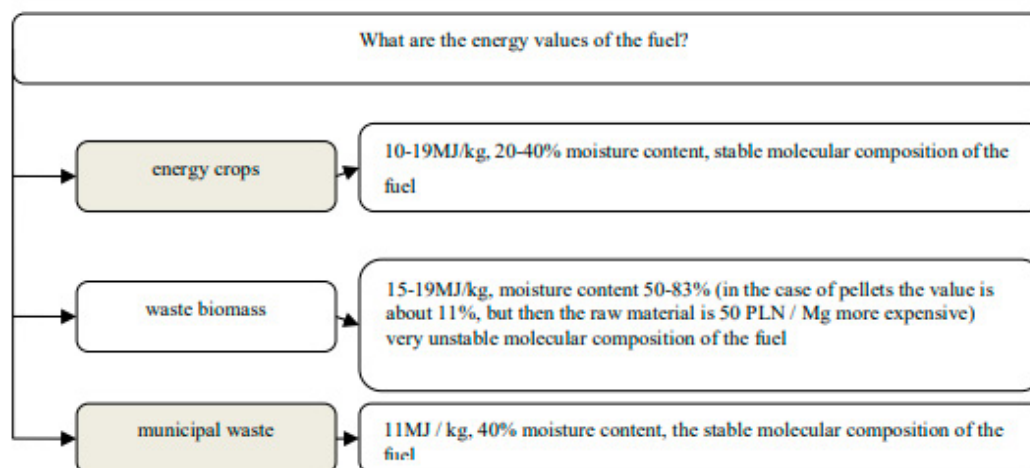 What are the energy values of the fuel?
energy crops
10-19MJ/kg, 20-40% moisture content, stable molecular composition of the
fuel
waste biomass
15-19MJ/kg, moisture content 50-83% (in the case of pellets the value is
about 11%, but then the raw material is 50 PLN / Mg more expensive)
very unstable molecular composition of the fuel
municipal waste
11MJ / kg, 40% moisture content, the stable molecular composition of the
fuel